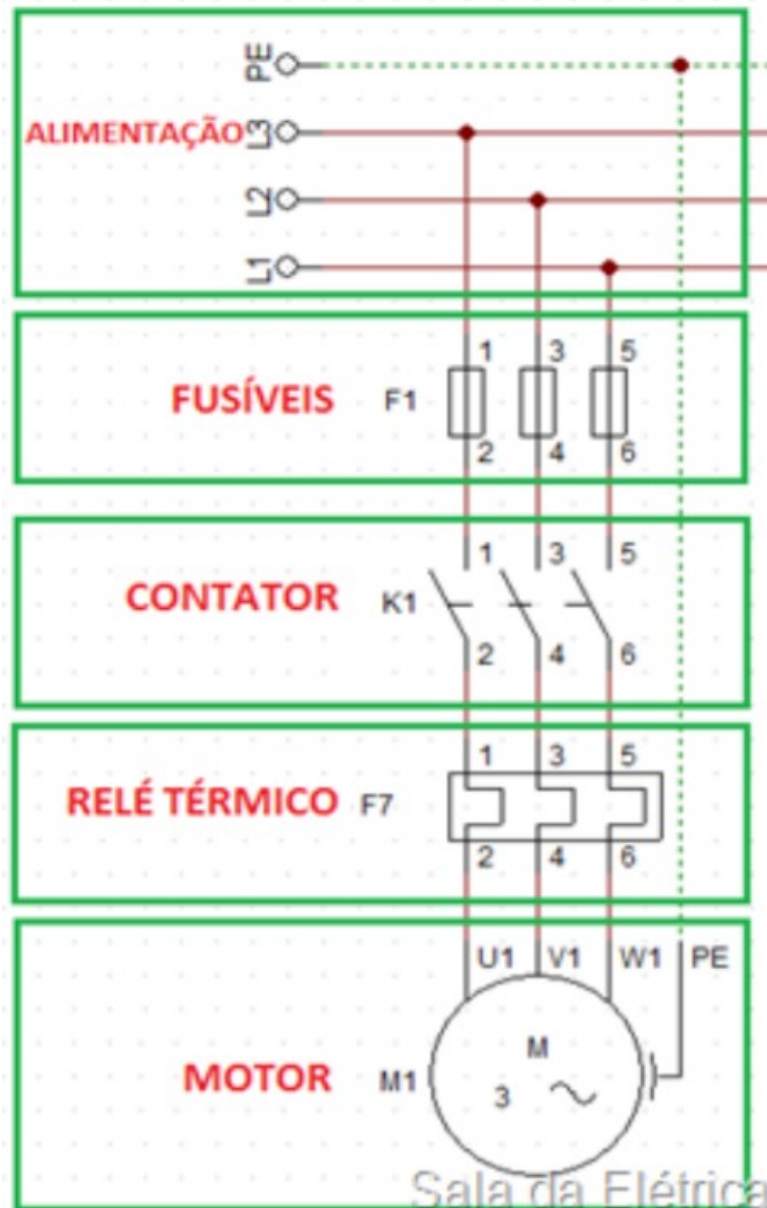 PE
ALIMENTAÇÃO L3
L2
L1
FUSÍVEIS F1
1 3 5
2 4 6
CONTATOR K1
1 3 5
2 4 6
RELÉ TÉRMICO F7
1 3 5
2 4 6
U1 V1 W1 PE
MOTOR M1
M
3
Sala da Elétrica